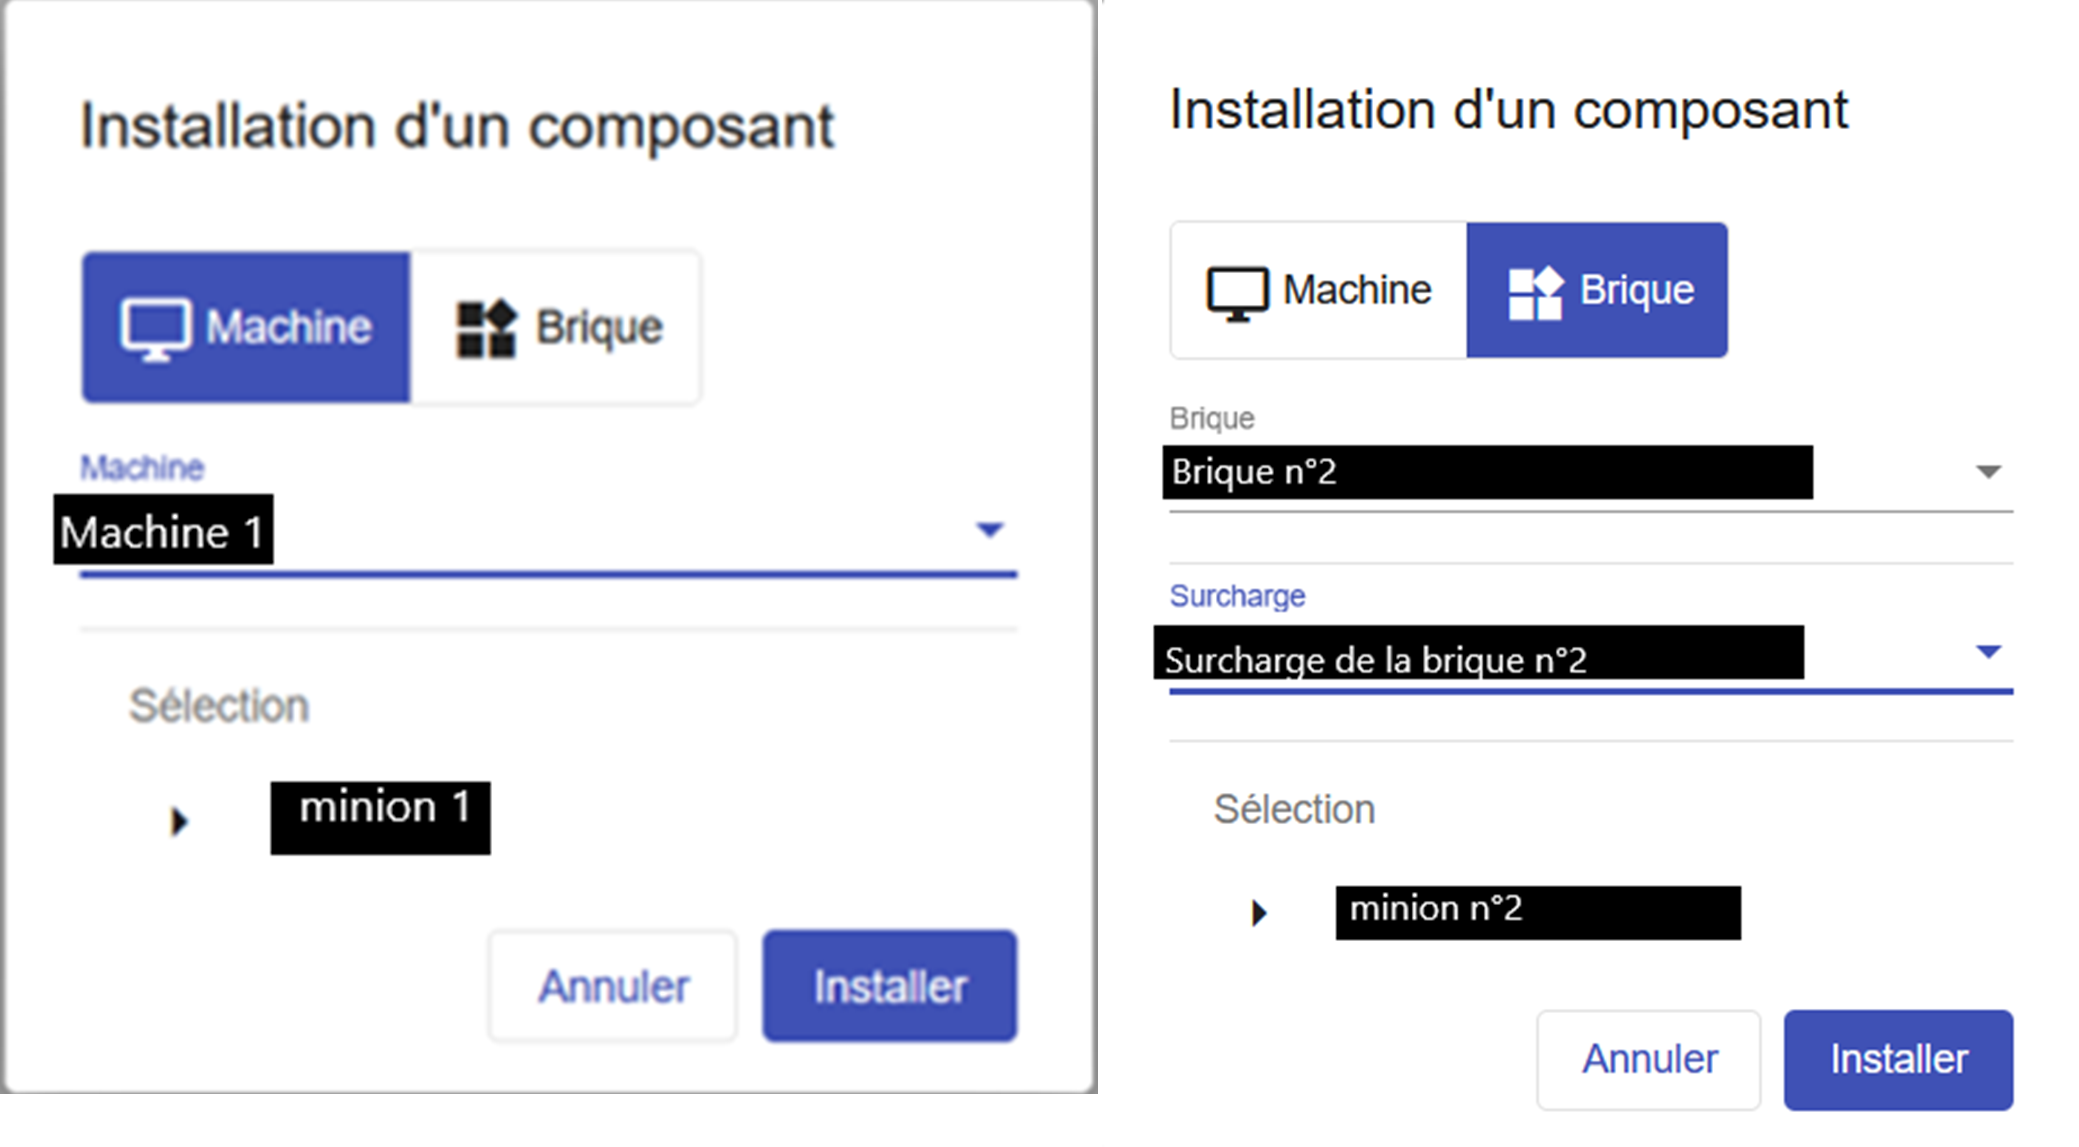 Installation d'un composant
Machine Brique
Machine
Machine 1
Sélection
minion 1
Annuler Installer
Installation d'un composant
Machine Brique
Brique
Brique n°2
Surcharge
Surcharge de la brique n°2
Sélection
minion n°2
Annuler Installer